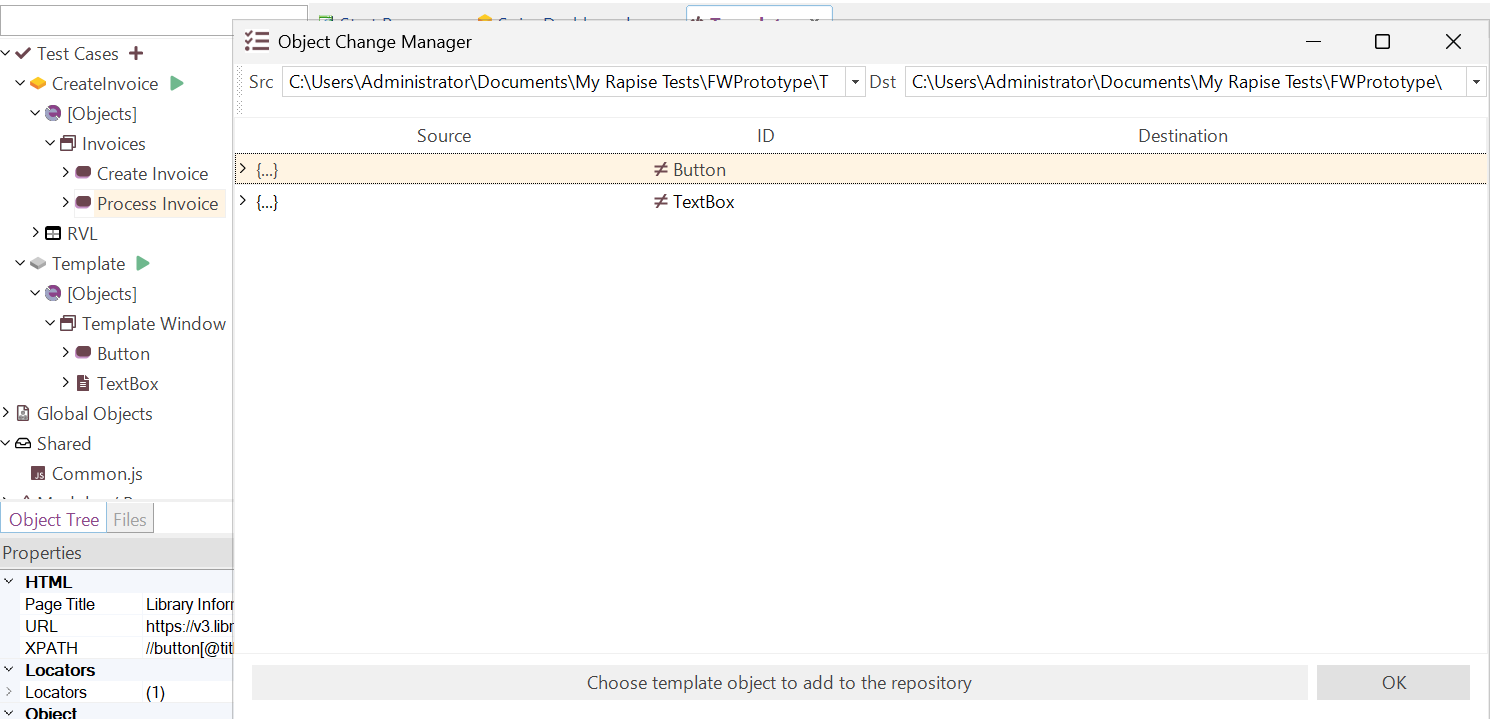 Object Change Manager
Src C:\Users\Administrator\Documents\My Rapise Tests\FWPrototype\T Dst C:\Users\Administrator\Documents\My Rapise Tests\FWPrototype\
Source ID Destination
{...} ≠ Button
{...} ≠ TextBox
Choose template object to add to the repository OK
Test Cases
CreateInvoice
[Objects]
Invoices
Create Invoice
Process Invoice
RVL
Template
[Objects]
Template Window
Button
TextBox
Global Objects
Shared
JS Common.js
Object Tree Files
Properties
HTML
Page Title Library Infor
URL https://v3.libr
XPATH //button[@tit
Locators
Locators (1)
Object